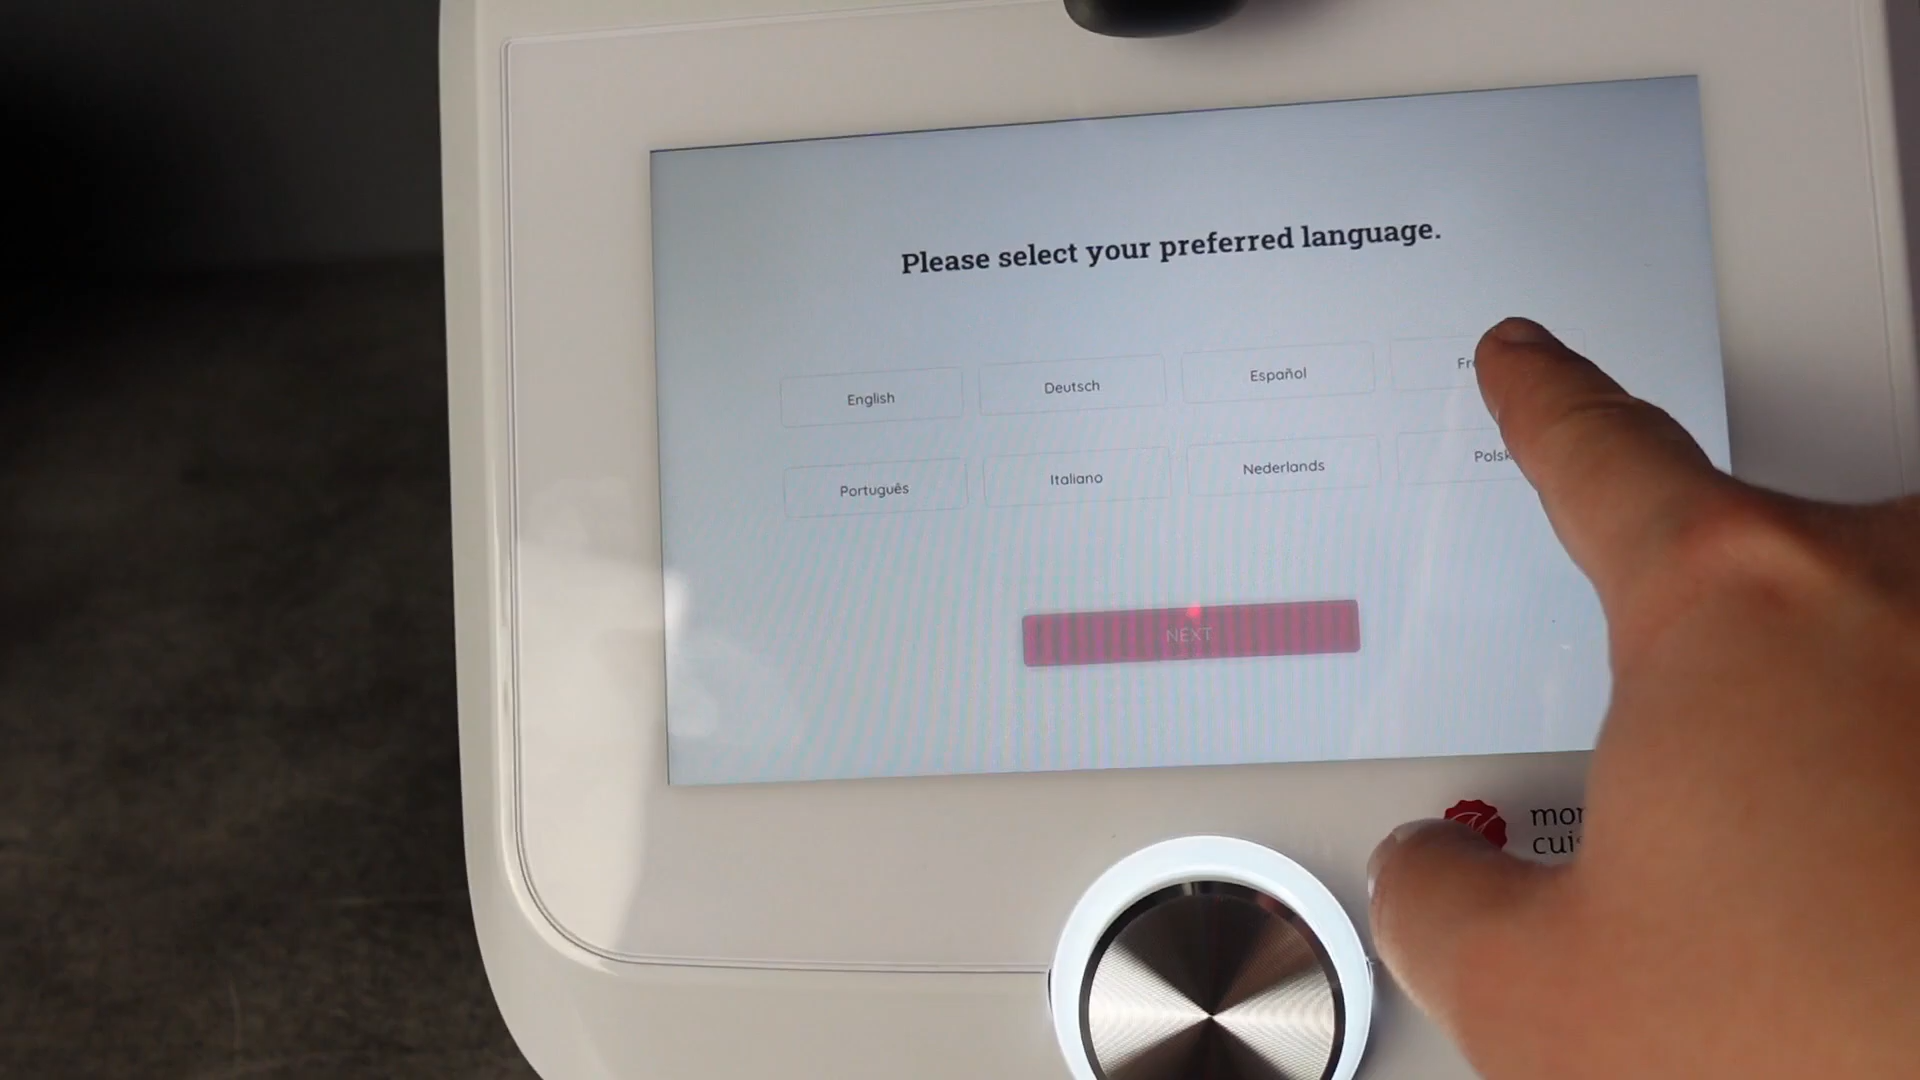 Please select your preferred language.
English
Deutsch
Español
Português
Italiano
Nederlands
NEXT